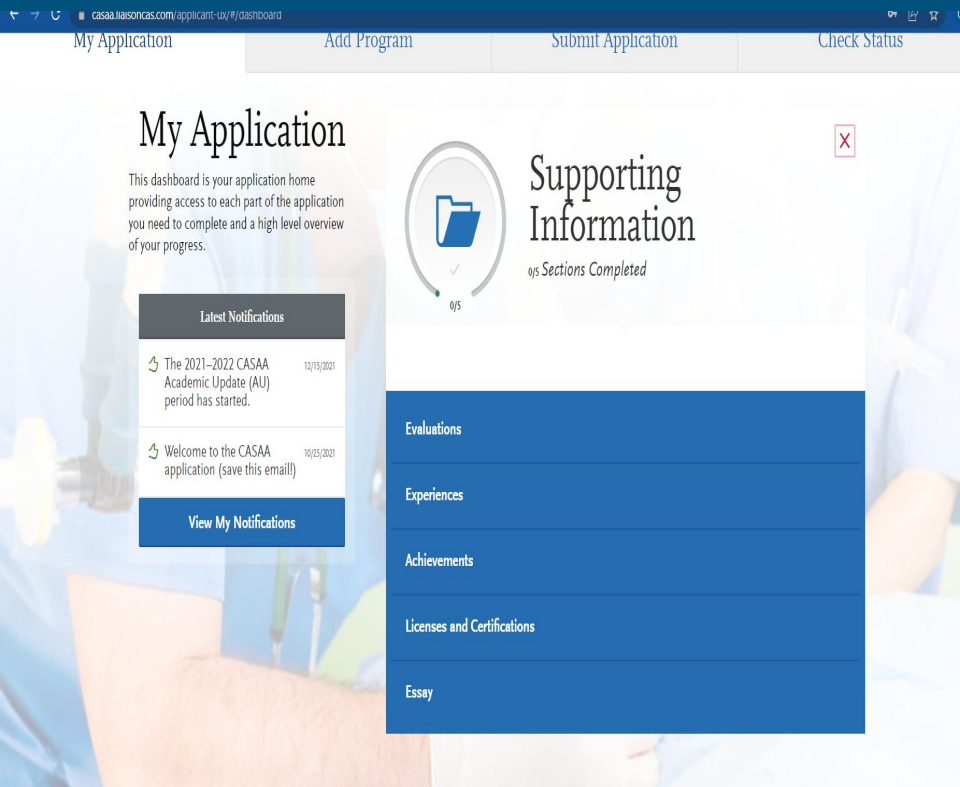 casaa.liaisoncas.com/applicant-ux/#/dashboard
My Application
Add Program
Submit Application
Check Status
My Application
This dashboard is your application home
providing access to each part of the application
you need to complete and a high level overview
of your progress.
Latest Notifications
The 2021–2022 CASAA 12/15/2021
Academic Update (AU)
period has started.
Welcome to the CASAA 10/25/2021
application (save this email!)
View My Notifications
0/5
Supporting
Information
0/5 Sections Completed
X
Evaluations
Experiences
Achievements
Licenses and Certifications
Essay